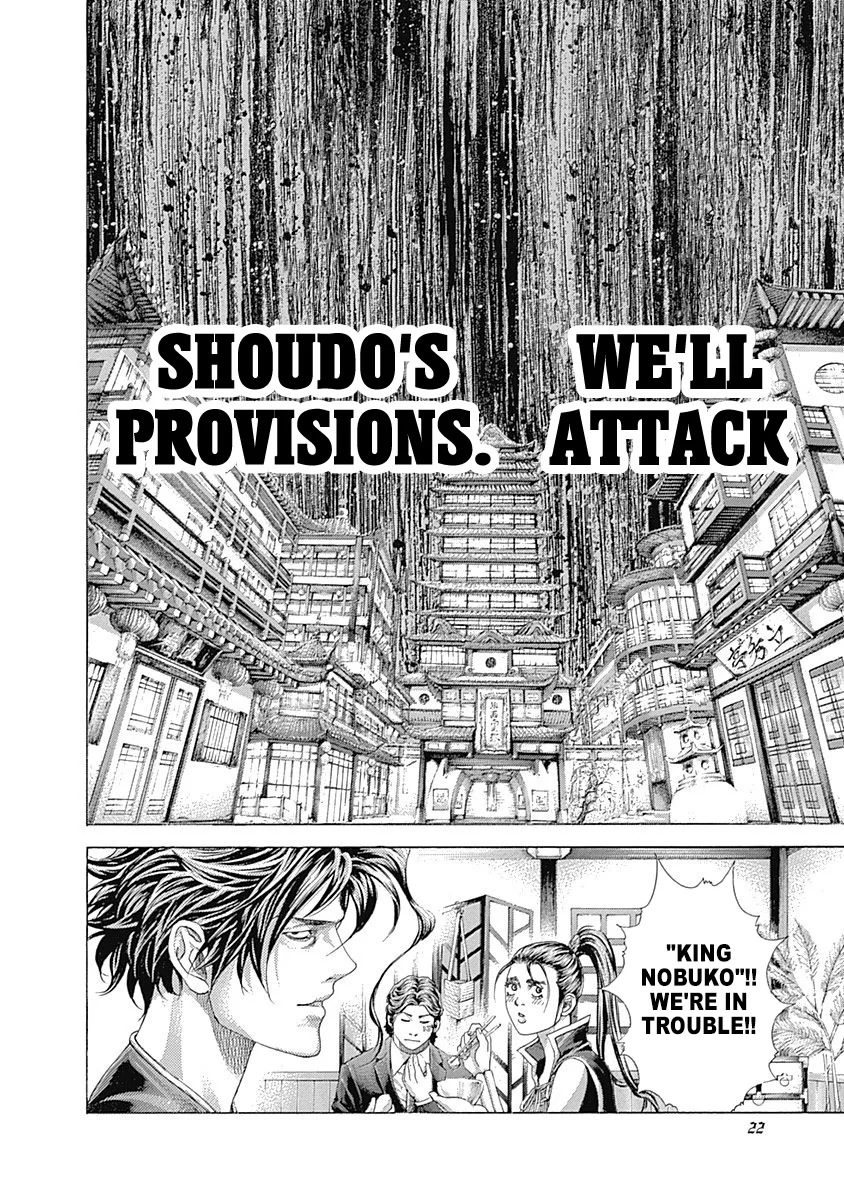 WE'LL
ATTACK
SHOUDO'S
PROVISIONS.
"KING
NOBUKO"!!
WE'RE IN
TROUBLE!!
22